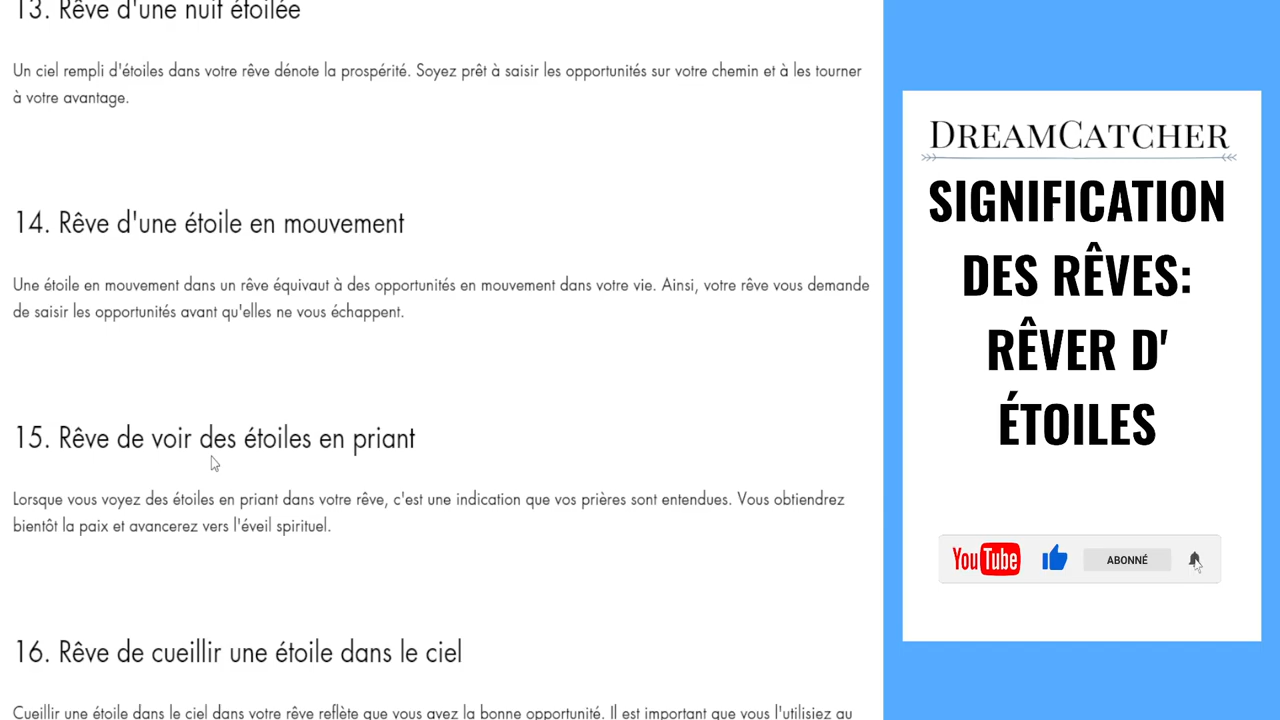 13. Rêve d'une nuit étoilée
Un ciel rempli d'étoiles dans votre rêve dénote la prospérité. Soyez prêt à saisir les opportunités sur votre chemin et à les tourner
à votre avantage.
14. Rêve d'une étoile en mouvement
Une étoile en mouvement dans un rêve équivaut à des opportunités en mouvement dans votre vie. Ainsi, votre rêve vous demande
de saisir les opportunités avant qu'elles ne vous échappent.
15. Rêve de voir des étoiles en priant
Lorsque vous voyez des étoiles en priant dans votre rêve, c'est une indication que vos prières sont entendues. Vous obtiendrez
bientôt la paix et avancerez vers l'éveil spirituel.
16. Rêve de cueillir une étoile dans le ciel
Cueillir une étoile dans le ciel dans votre rêve reflète que vous avez la bonne opportunité. Il est important que vous l'utilisiez au
DREAMCATCHER
SIGNIFICATION
DES RÊVES:
RÊVER D'
ÉTOILES
YouTube
ABONNÉ